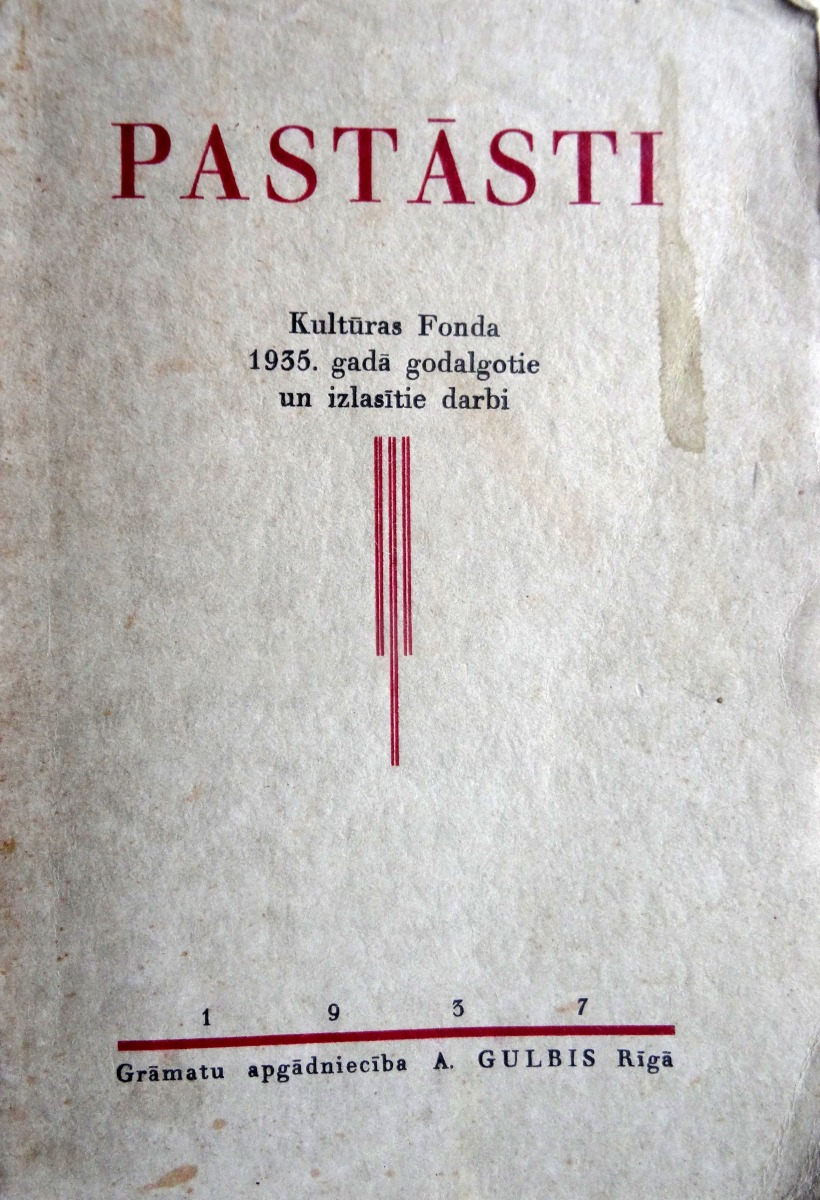 PASTĀSTI
Kultūras Fonda
1935. gadā godalgotie
un izlasītie darbi
1 9 3 7
Grāmatu apgādniecība A. GULBIS Rīgā